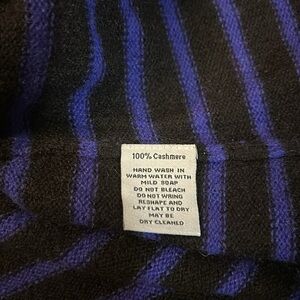 100% Cashmere
HAND WASH IN
WARM WATER WITH
MILD SOAP
DO NOT BLEACH
DO NOT WRING
RESHAPE AND
LAY FLAT TO DRY
MAY BE
DRY CLEANED